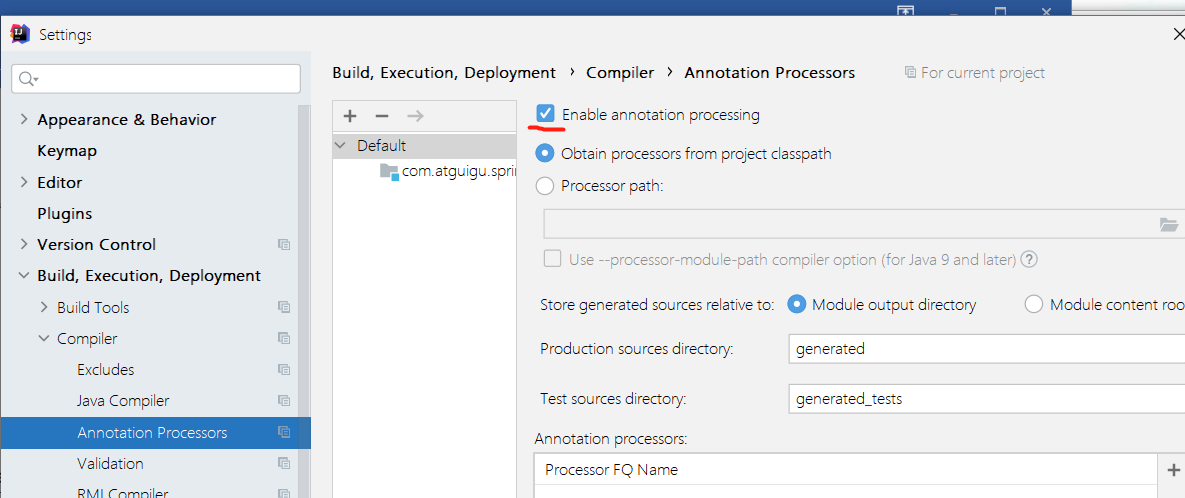 Settings
Build, Execution, Deployment › Compiler › Annotation Processors For current project
Appearance & Behavior
Keymap
Editor
Plugins
Version Control
Build, Execution, Deployment
Build Tools
Compiler
Excludes
Java Compiler
Annotation Processors
Validation
RMI Compiler
Default
com.atguigu.sprin
Enable annotation processing
Obtain processors from project classpath
Processor path:
Use --processor-module-path compiler option (for Java 9 and later)
Store generated sources relative to: Module output directory Module content roo
Production sources directory: generated
Test sources directory: generated_tests
Annotation processors:
Processor FQ Name